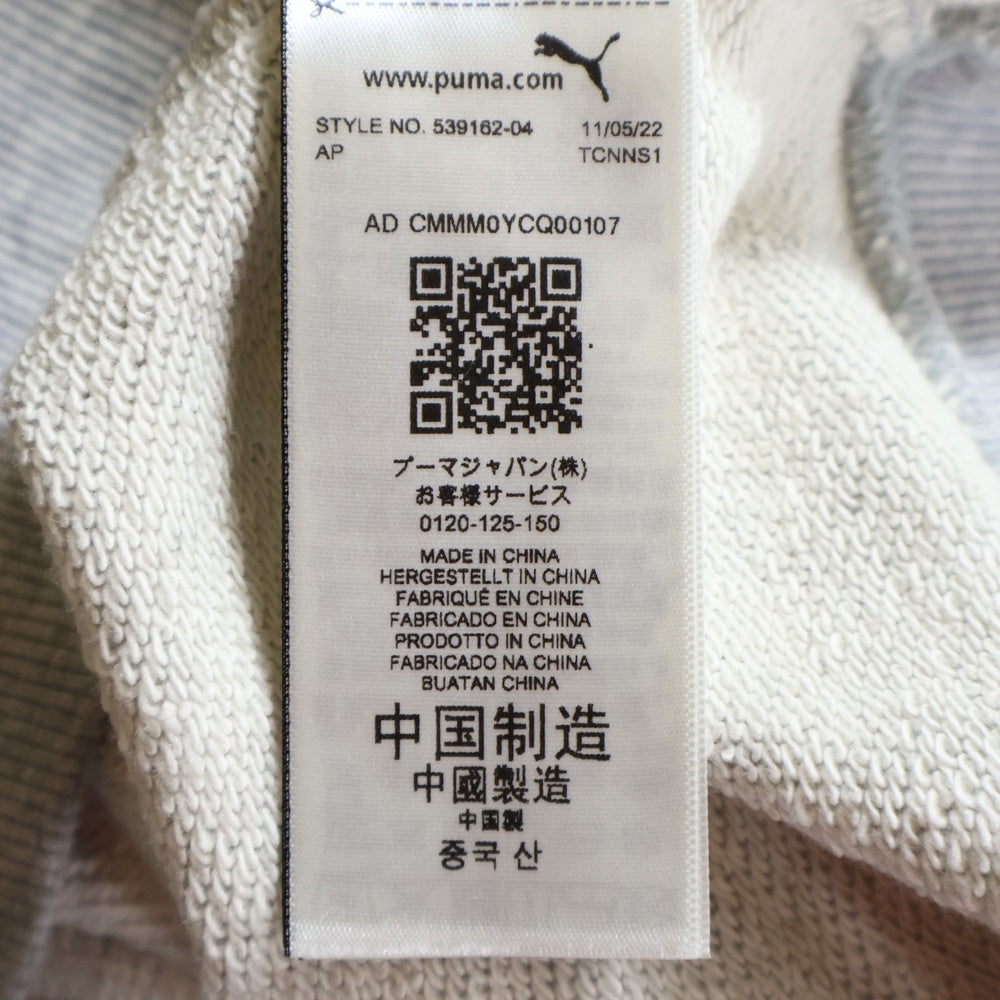 www.puma.com
STYLE NO. 539162-04 11/05/22
AP TCNNS1
AD CMMM0YCQ00107
プーマジャパン(株)
お客様サービス
0120-125-150
MADE IN CHINA
HERGESTELLT IN CHINA
FABRIQUÉ EN CHINE
FABRICADO EN CHINA
PRODOTTO IN CHINA
FABRICADO NA CHINA
BUATAN CHINA
中国制造
中國製造
中国製
중국 산